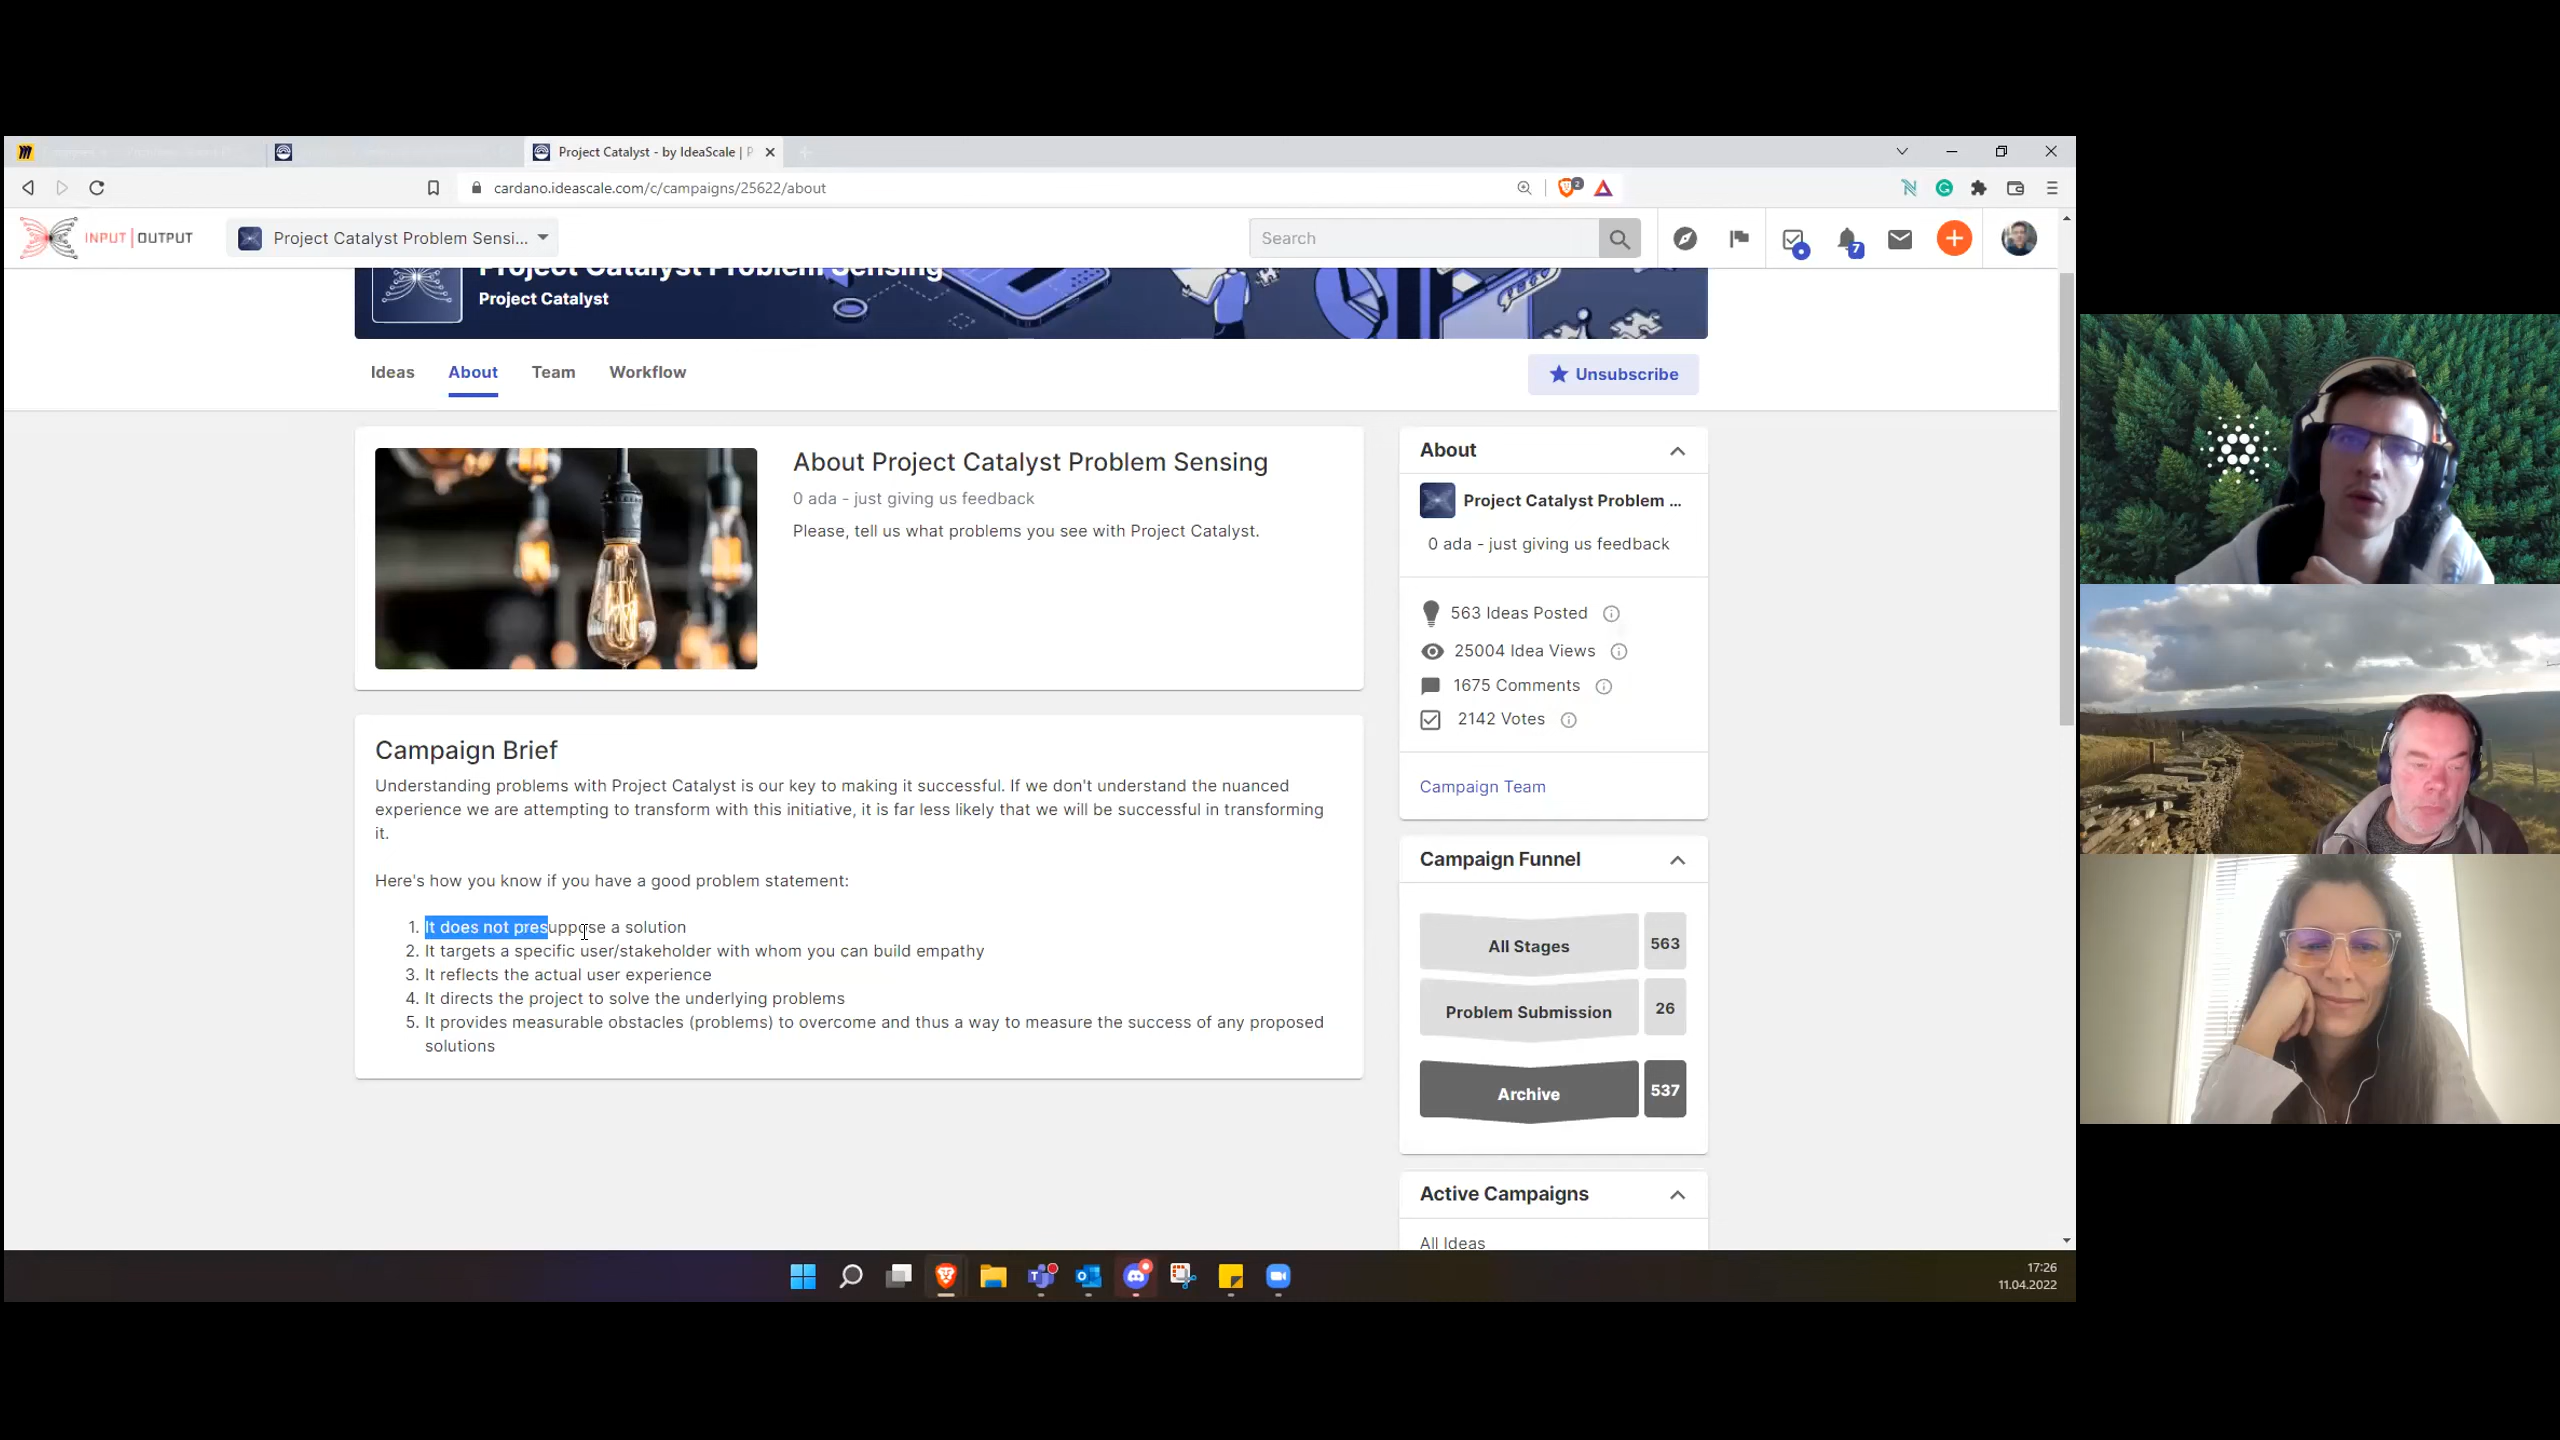 Project Catalyst - by IdeaScale | P
cardano.ideascale.com/c/campaigns/25622/about
2
INPUT | OUTPUT
Project Catalyst Problem Sensi...
Search
7
Project Catalyst Problem Sensing
Project Catalyst
Ideas
About
Team
Workflow
Unsubscribe
About Project Catalyst Problem Sensing
0 ada - just giving us feedback
Please, tell us what problems you see with Project Catalyst.
Campaign Brief
Understanding problems with Project Catalyst is our key to making it successful. If we don't understand the nuanced
experience we are attempting to transform with this initiative, it is far less likely that we will be successful in transforming
it.
Here's how you know if you have a good problem statement:
1. It does not presuppose a solution
2. It targets a specific user/stakeholder with whom you can build empathy
3. It reflects the actual user experience
4. It directs the project to solve the underlying problems
5. It provides measurable obstacles (problems) to overcome and thus a way to measure the success of any proposed
solutions
About
Project Catalyst Problem ...
0 ada - just giving us feedback
563 Ideas Posted
25004 Idea Views
1675 Comments
2142 Votes
Campaign Team
Campaign Funnel
All Stages 563
Problem Submission 26
Archive 537
Active Campaigns
All Ideas
17:26
11.04.2022